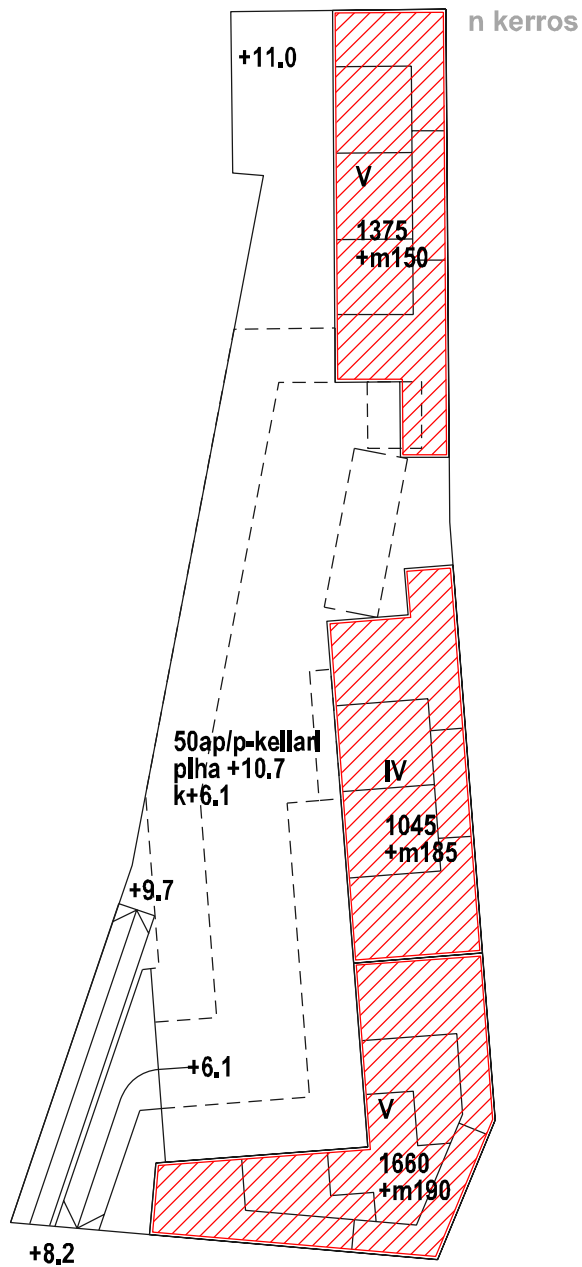 n kerros
+11.0
V
1375
+m150
50ap/p-kellari
piha +10.7
k+6.1
IV
1045
+m185
+9.7
+6.1
V
1660
+m190
+8.2